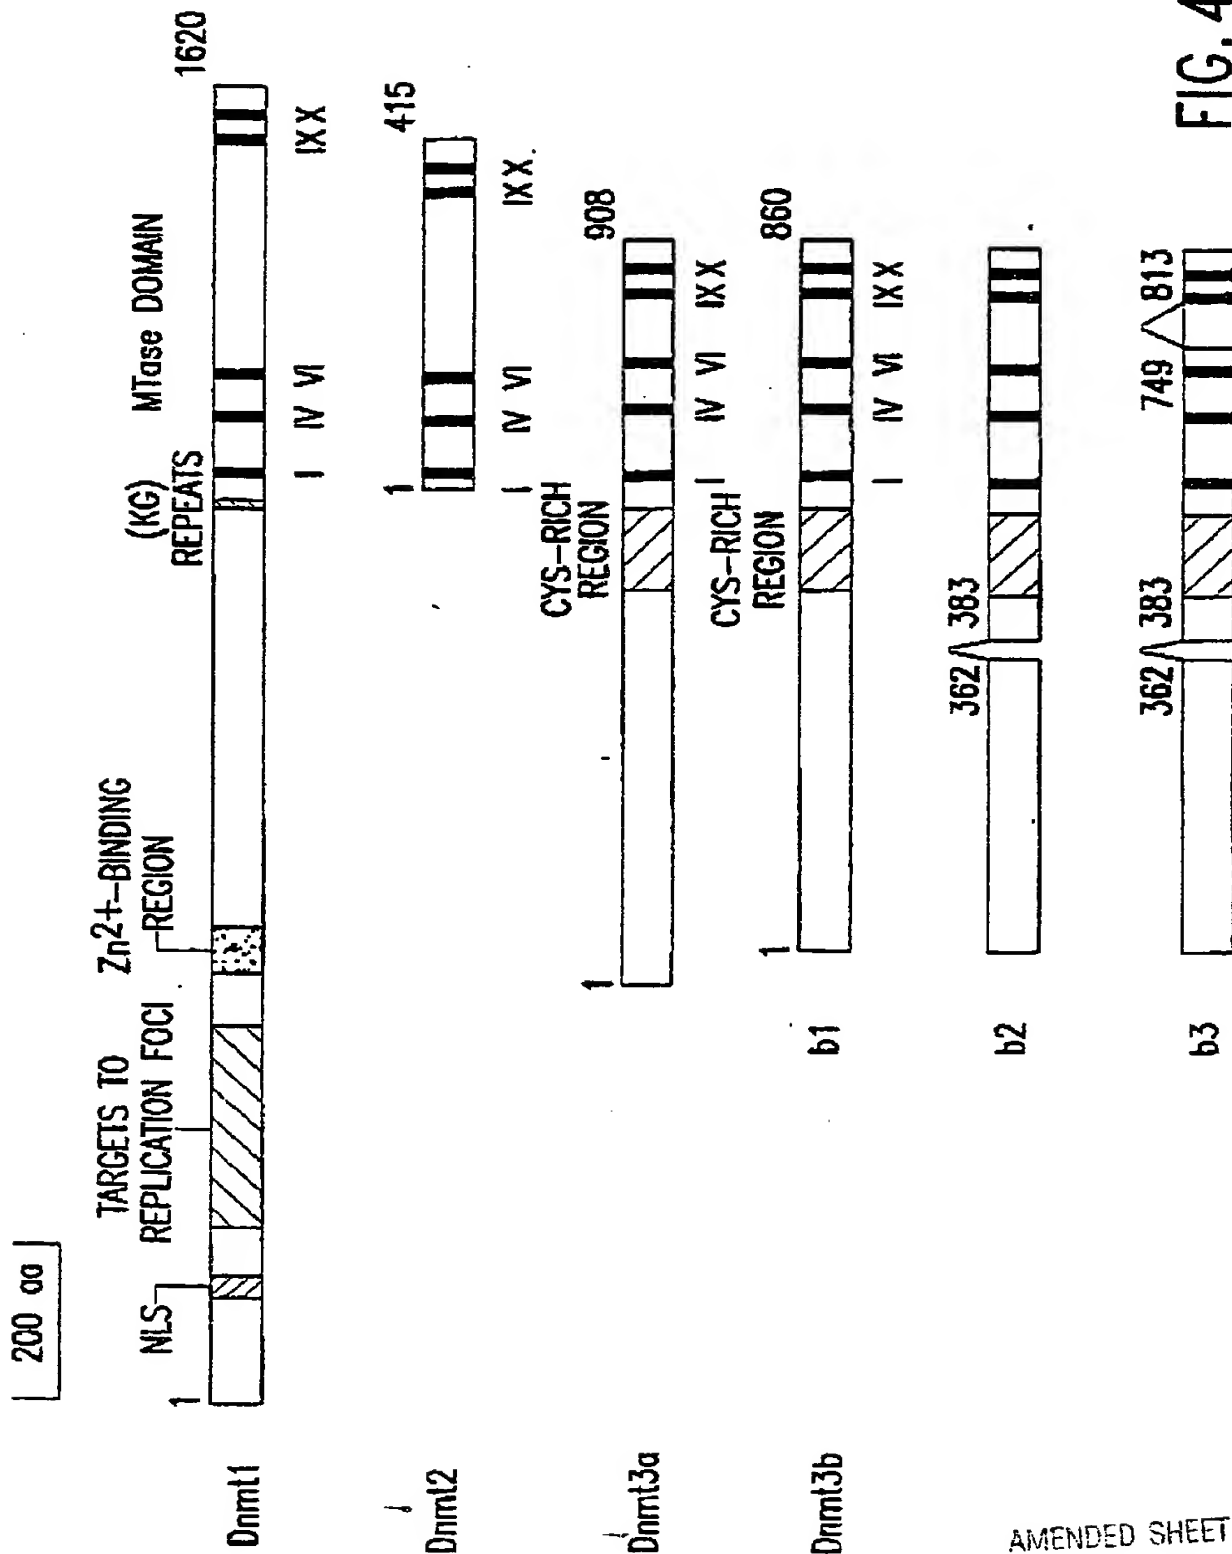 200 aa
NLS
TARGETS TO
REPLICATION FOCI
Zn2+-BINDING
REGION
(KG)
REPEATS
MTase DOMAIN
Dnmt1
1
1620
I IV VI IX X
Dnmt2
1
415
I IV VI IX X
Dnmt3a
1
CYS-RICH
REGION
908
I IV VI IX X
Dnmt3b
b1
1
CYS-RICH
REGION
860
I IV VI IX X
b2
362 383
b3
362 383
749 813
FIG. 4
AMENDED SHEET